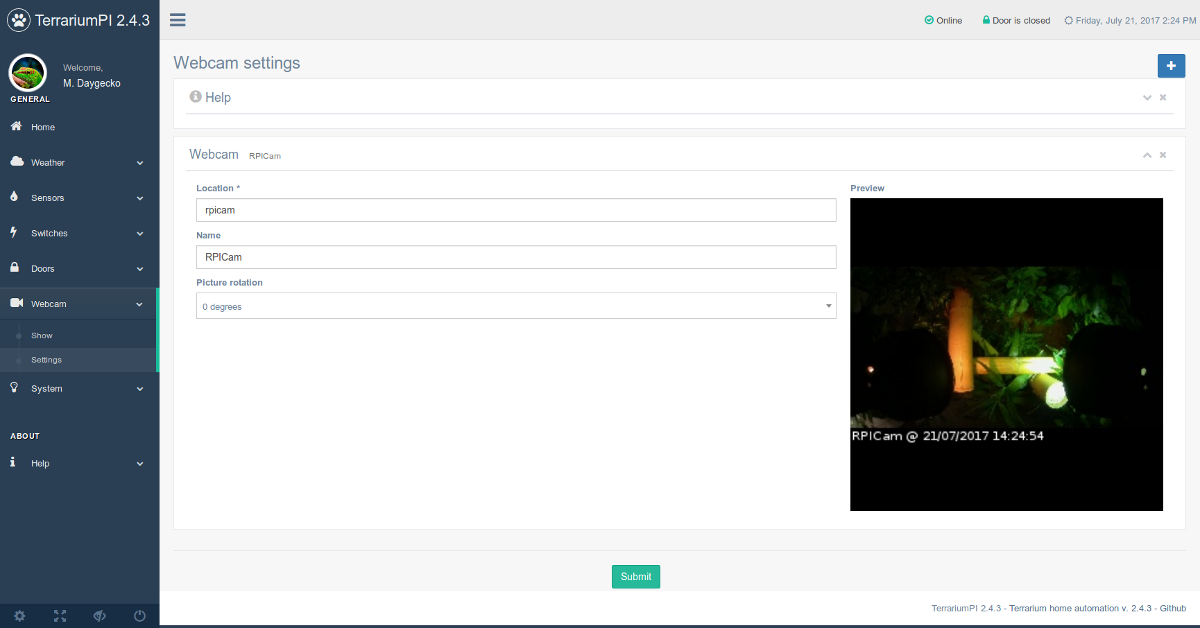 TerrariumPI 2.4.3
Welcome,
M. Daygecko
GENERAL
Home
Weather
Sensors
Switches
Doors
Webcam
Show
Settings
System
ABOUT
Help
Online
Door is closed
Friday, July 21, 2017 2:24 PM
Webcam settings
Help
Webcam RPICam
Location *
rpicam
Name
RPICam
Picture rotation
0 degrees
Preview
RPICam @ 21/07/2017 14:24:54
Submit
TerrariumPI 2.4.3 - Terrarium home automation v. 2.4.3 - Github